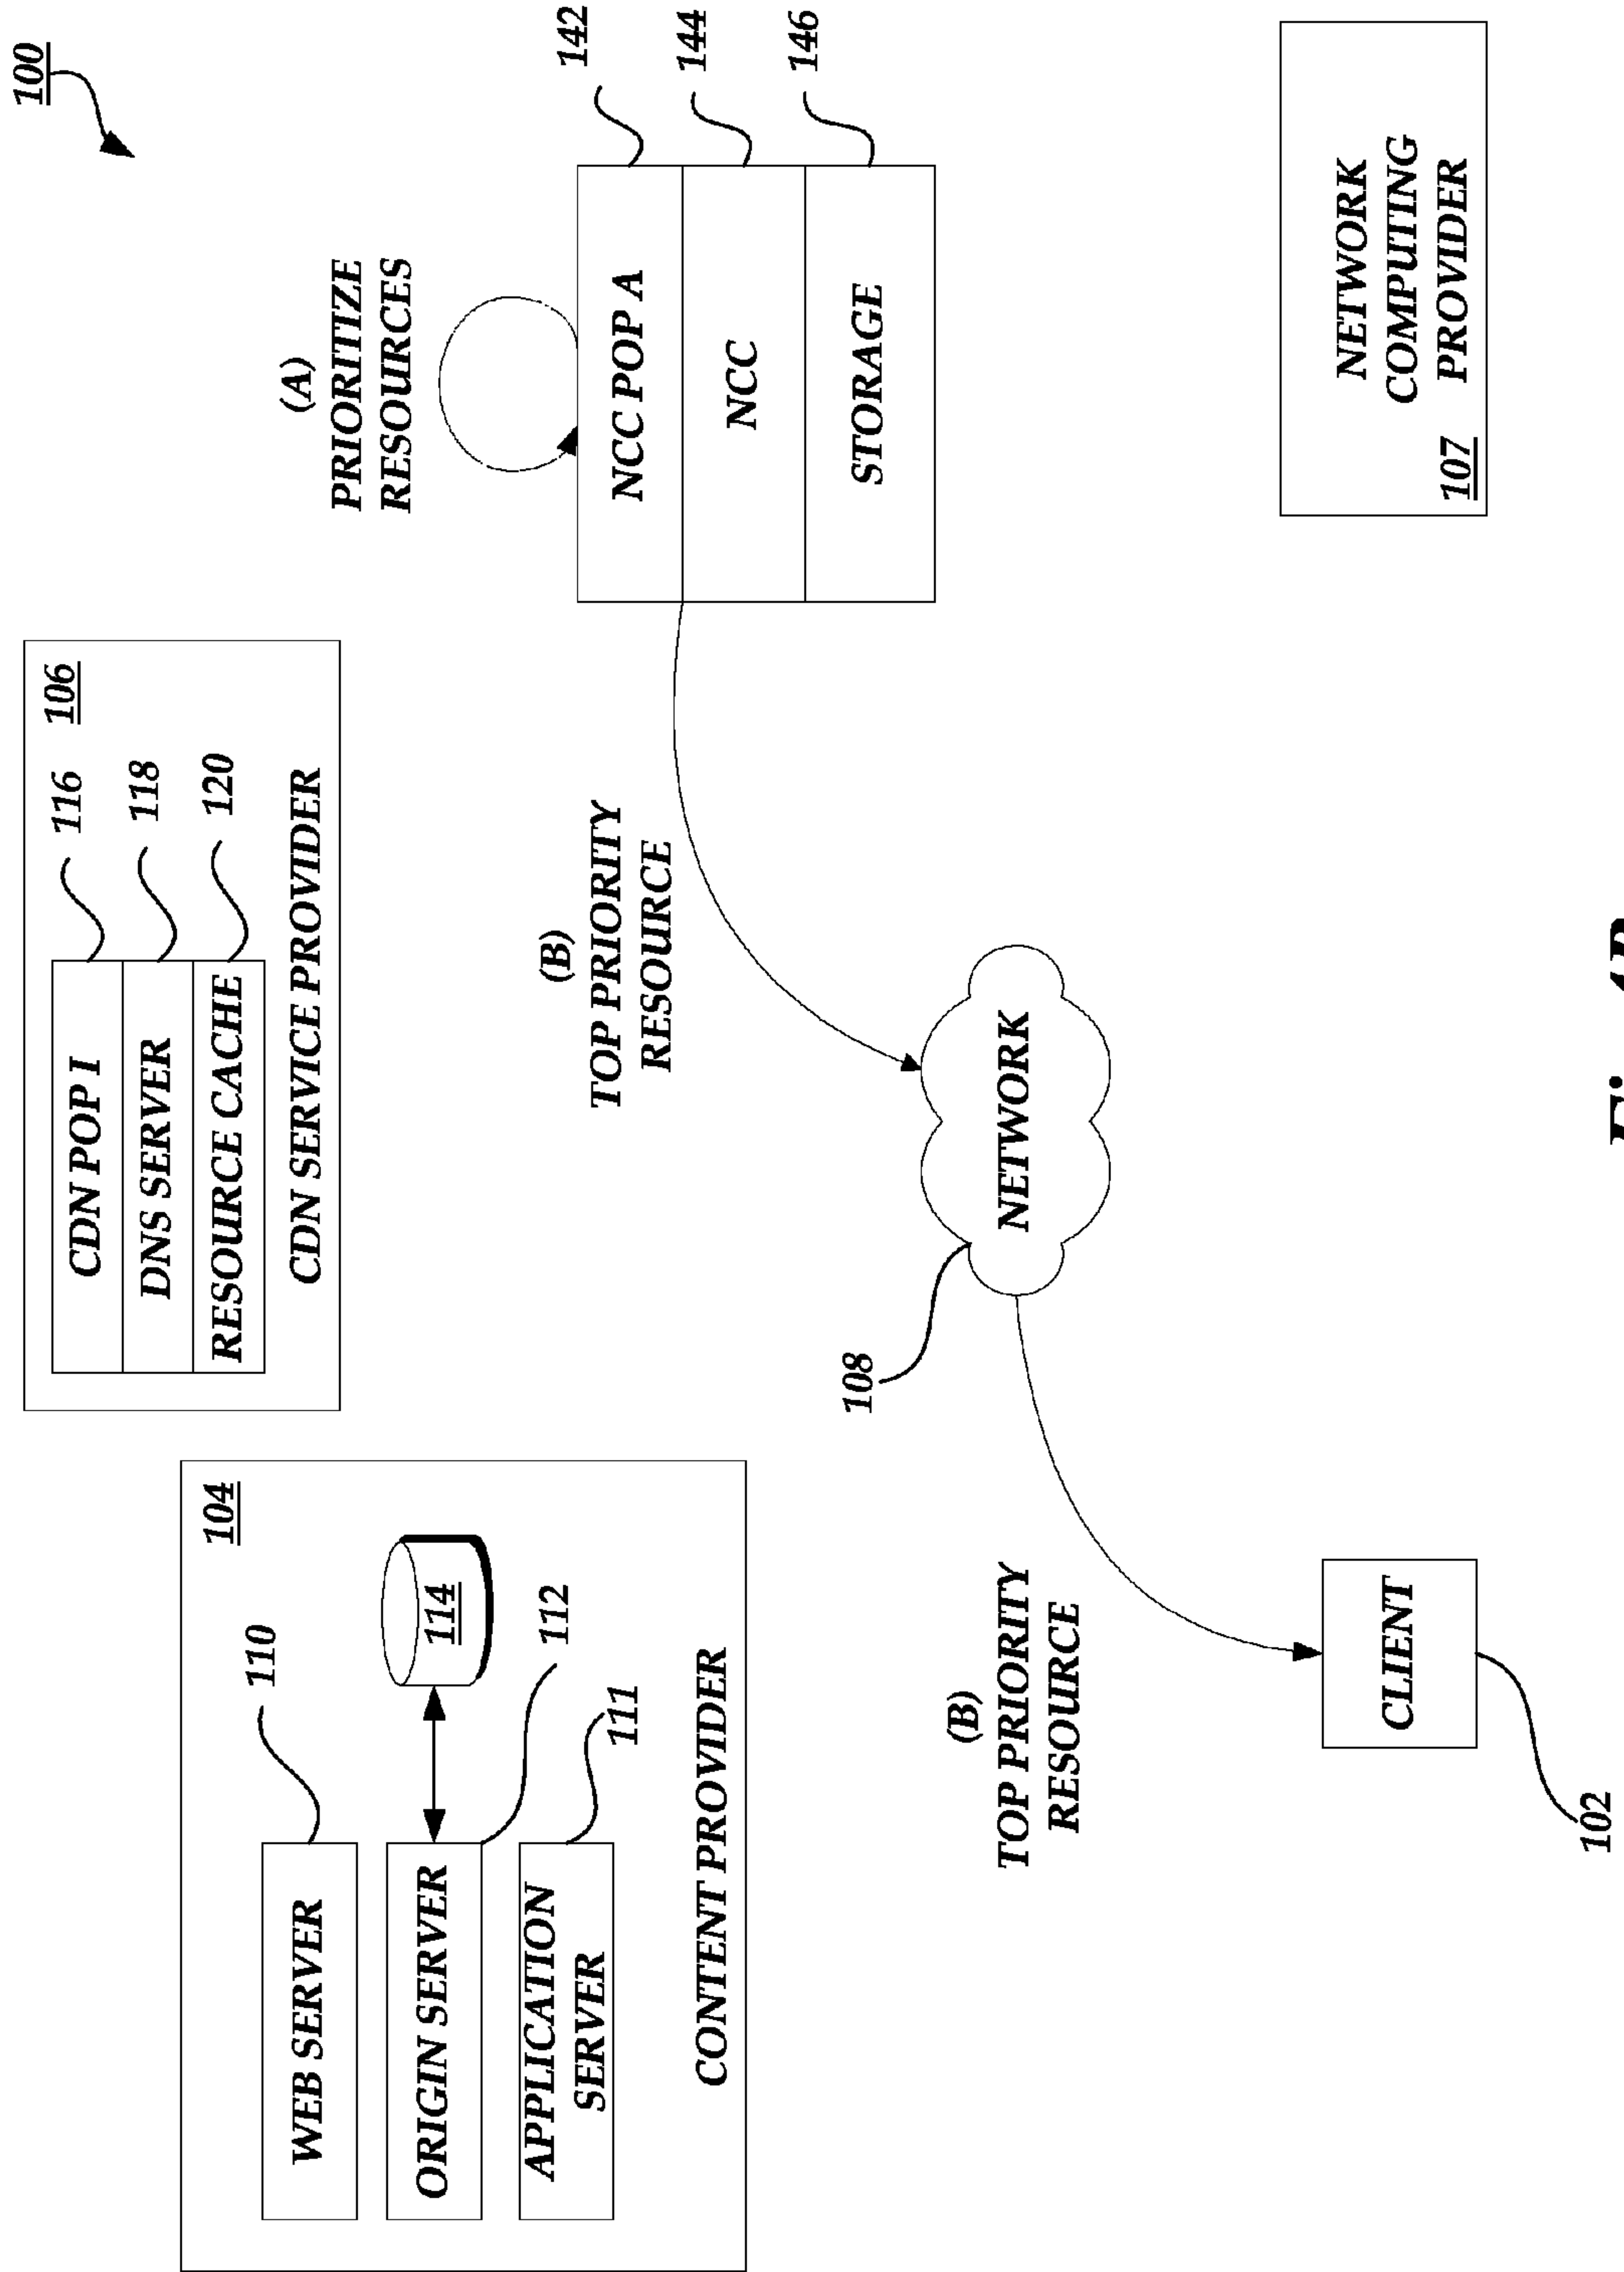 100
104
110
WEB SERVER
ORIGIN SERVER
114
112
APPLICATION
SERVER
111
CONTENT PROVIDER
CDN POP I
116
106
DNS SERVER
118
RESOURCE CACHE
120
CDN SERVICE PROVIDER
(A)
PRIORITIZE
RESOURCES
NCC POP A
142
NCC
144
STORAGE
146
(B)
TOP PRIORITY
RESOURCE
108
NETWORK
(B)
TOP PRIORITY
RESOURCE
CLIENT
102
NETWORK
COMPUTING
PROVIDER
107